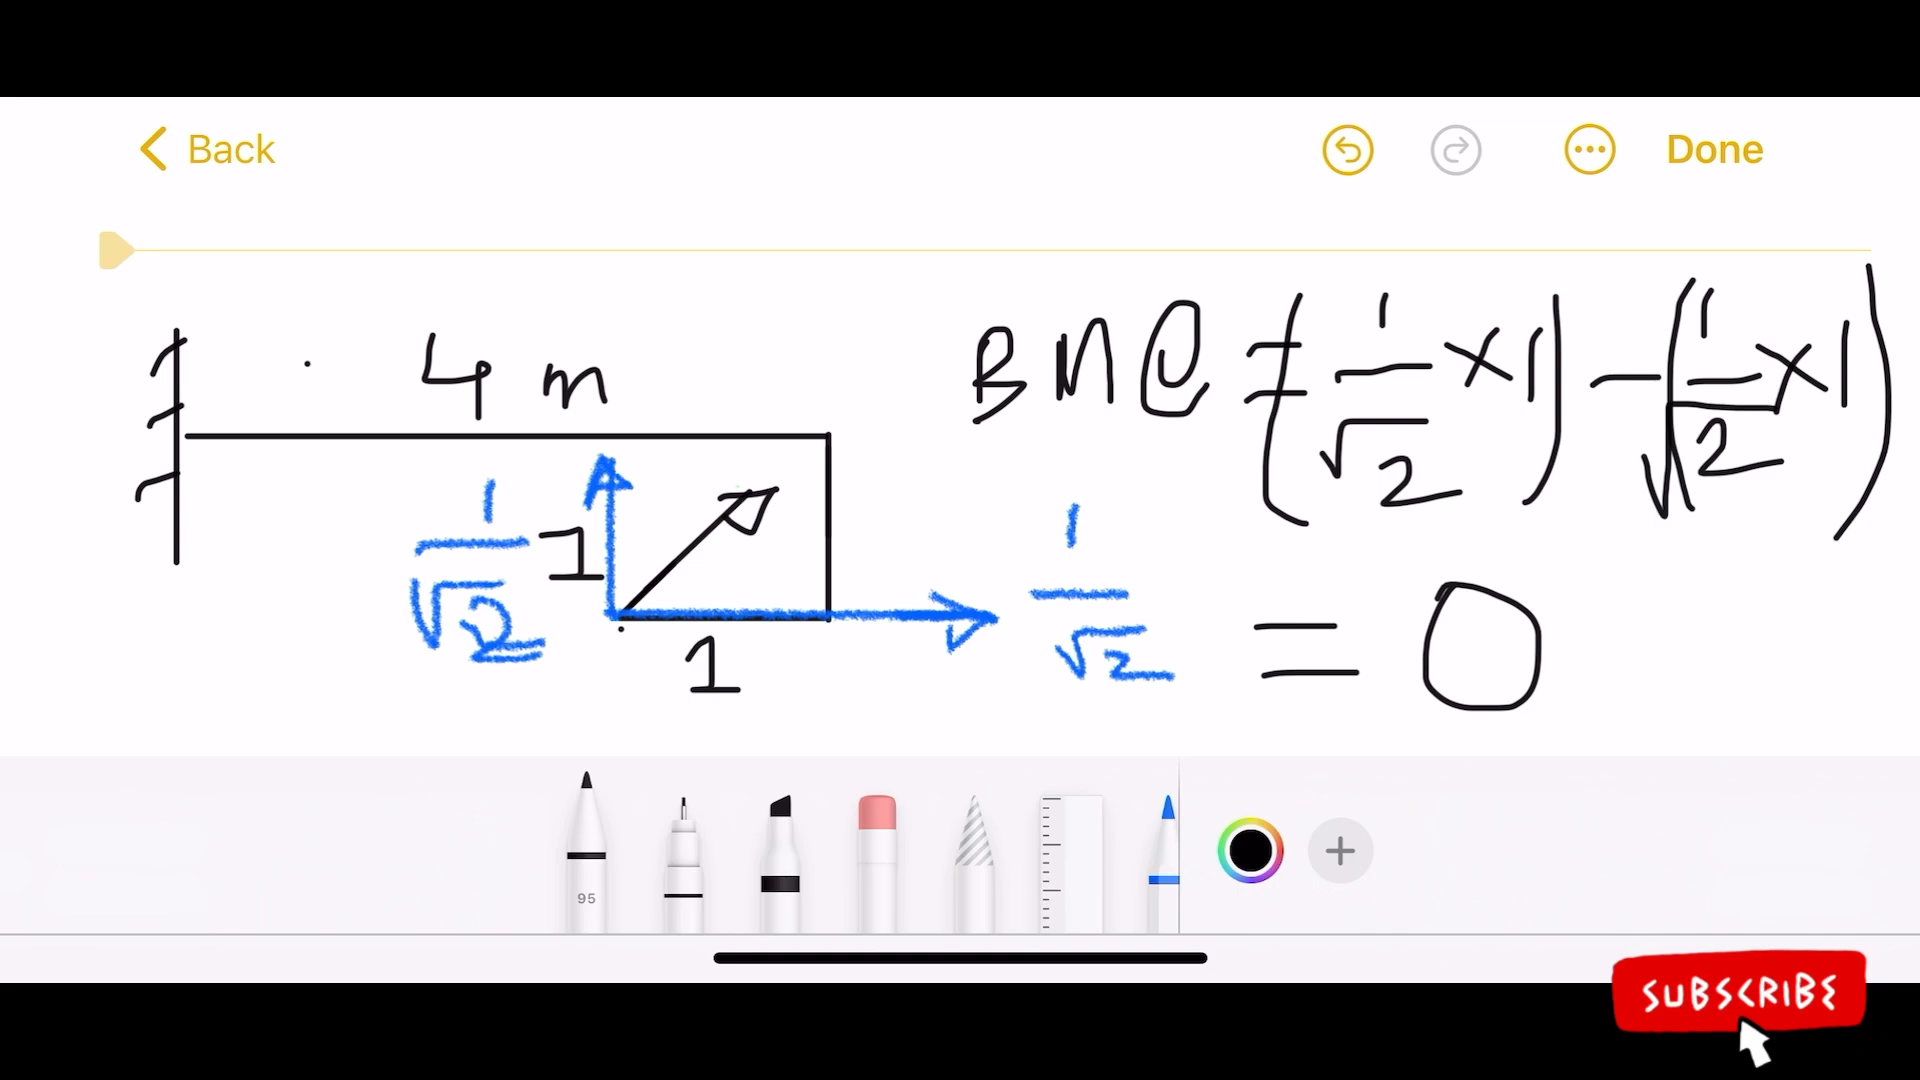 Back
Done
4 m
BM@ = (1/√2 × 1) - (1/√2 × 1)
1/√2
1
1
1/√2
= 0
95
SUBSCRIBE